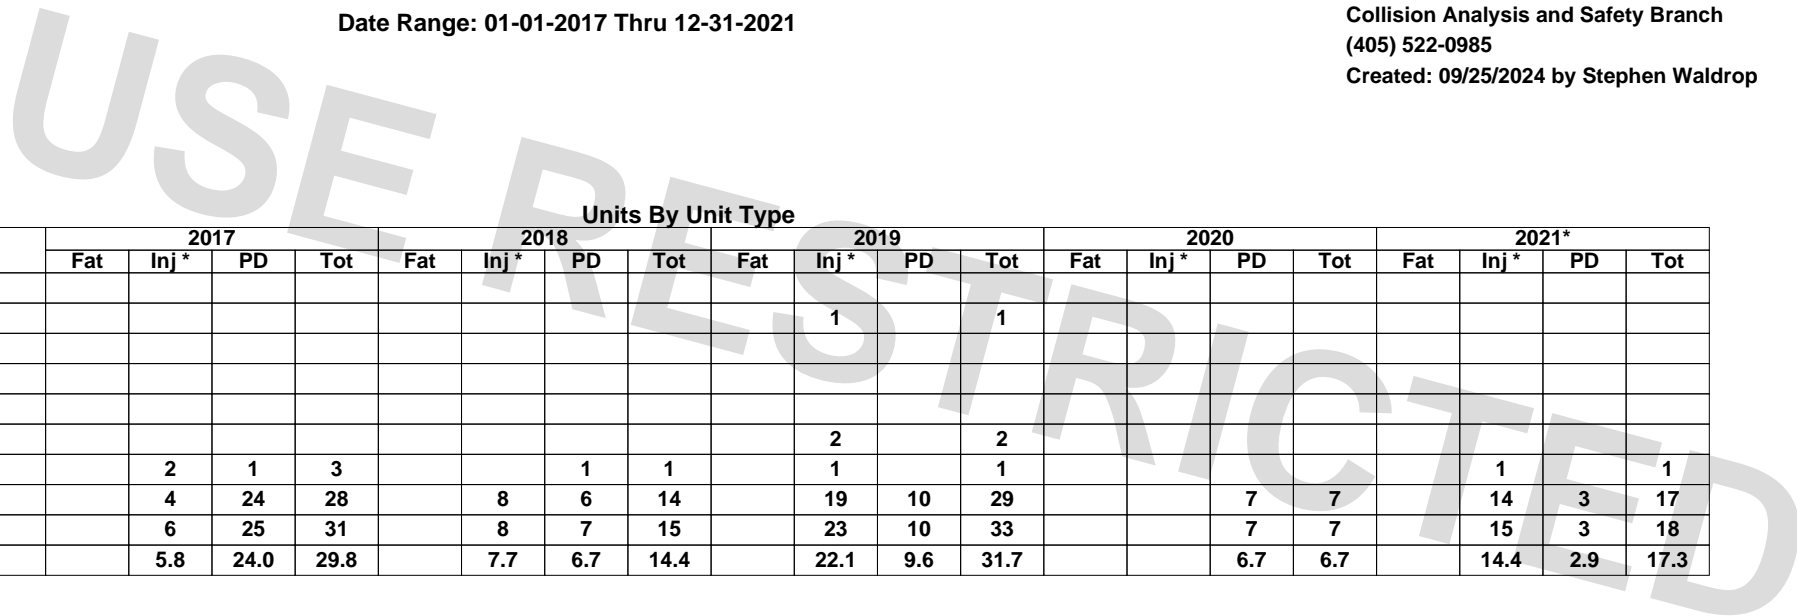 Date Range: 01-01-2017 Thru 12-31-2021
Collision Analysis and Safety Branch
(405) 522-0985
Created: 09/25/2024 by Stephen Waldrop
USE RESTRICTED
Units By Unit Type
2017 2018 2019 2020 2021*
Fat Inj * PD Tot Fat Inj * PD Tot Fat Inj * PD Tot Fat Inj * PD Tot Fat Inj * PD Tot
1 1
2 2
2 1 3 1 1 1 1 1 1
4 24 28 8 6 14 19 10 29 7 7 14 3 17
6 25 31 8 7 15 23 10 33 7 7 15 3 18
5.8 24.0 29.8 7.7 6.7 14.4 22.1 9.6 31.7 6.7 6.7 14.4 2.9 17.3